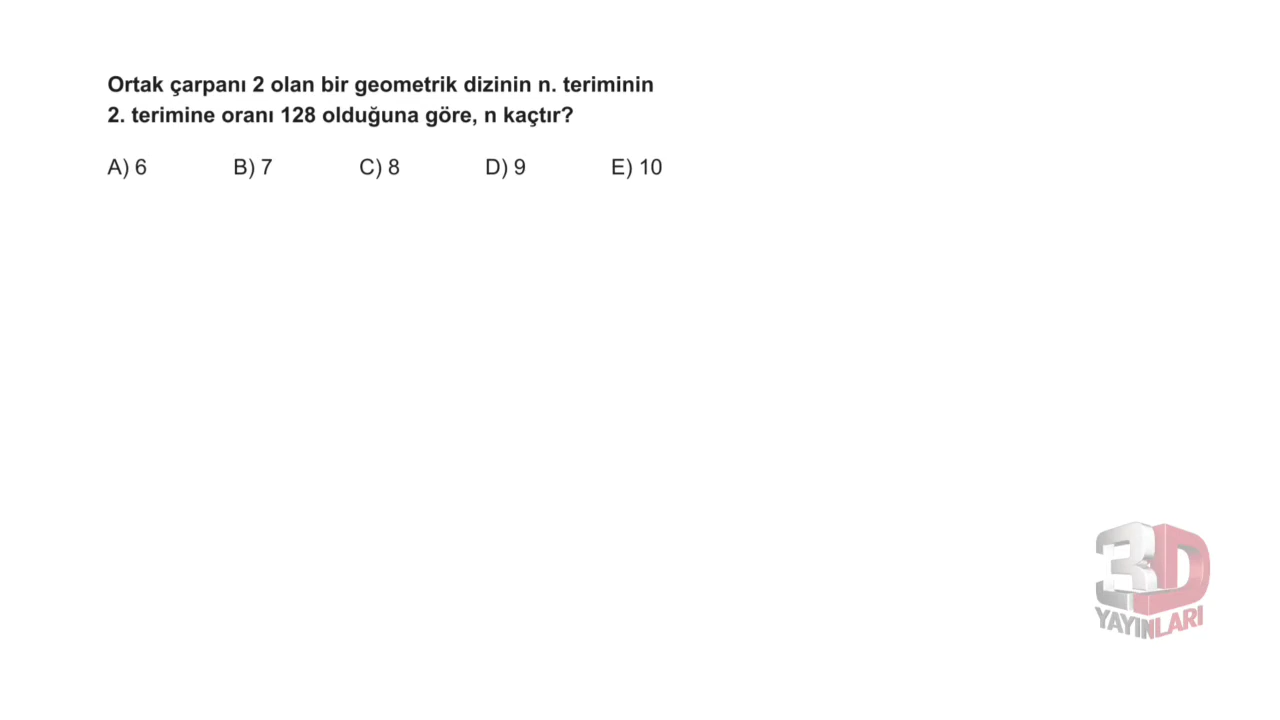 Ortak çarpanı 2 olan bir geometrik dizinin n. teriminin
2. terimine oranı 128 olduğuna göre, n kaçtır?
A) 6 B) 7 C) 8 D) 9 E) 10
3D
YAYINLARI